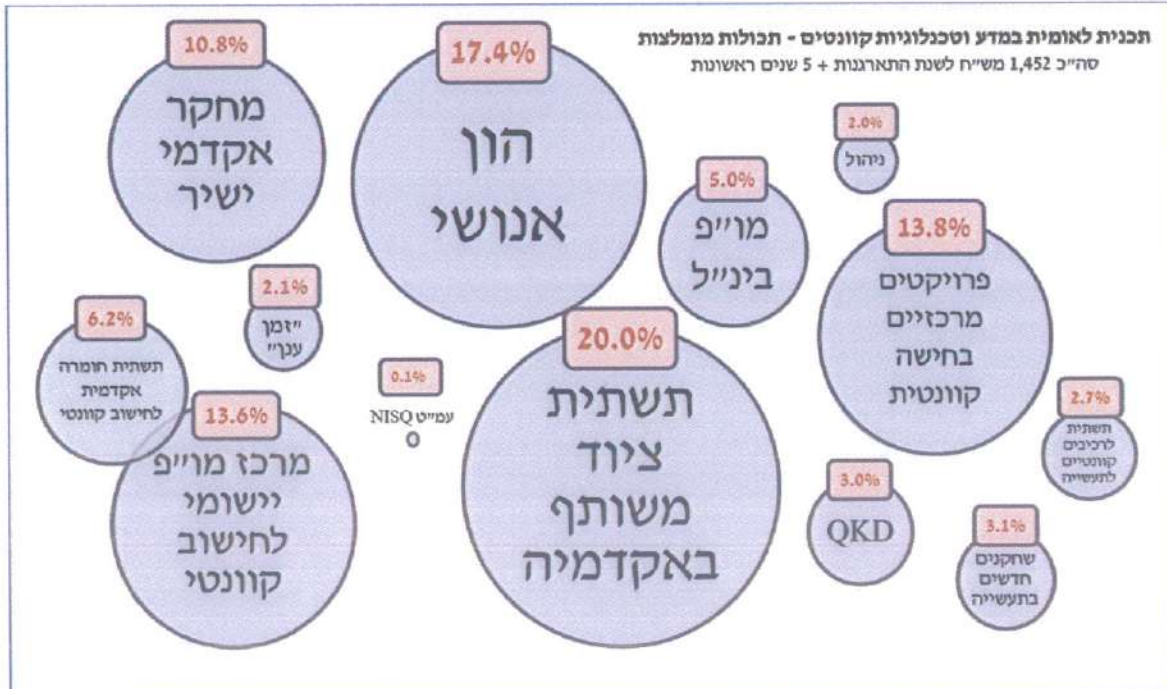 תכנית לאומית במדע וטכנולוגיות קוונטים - תכולות מומלצות
סה״כ 1,452 מש״ח לשנת התארגנות + 5 שנים ראשונות
2.0%
ניהול
17.4%
הון
אנושי
10.8%
מחקר
אקדמי
ישיר
5.0%
מו״פ
בינ״ל
13.8%
פרויקטים
מרכזיים
בחישה
קוונטית
2.1%
״זמן
ענן״
6.2%
תשתית חומרה
אקדמית
לחישוב קוונטי
20.0%
תשתית
ציוד
משותף
באקדמיה
0.1%
עמ״ט NISQ
13.6%
מרכז מו״פ
יישומי
לחישוב
קוונטי
2.7%
תשתית
לרכיבים
קוונטיים
לתעשייה
3.0%
QKD
3.1%
שחקנים
חדשים
בתעשייה